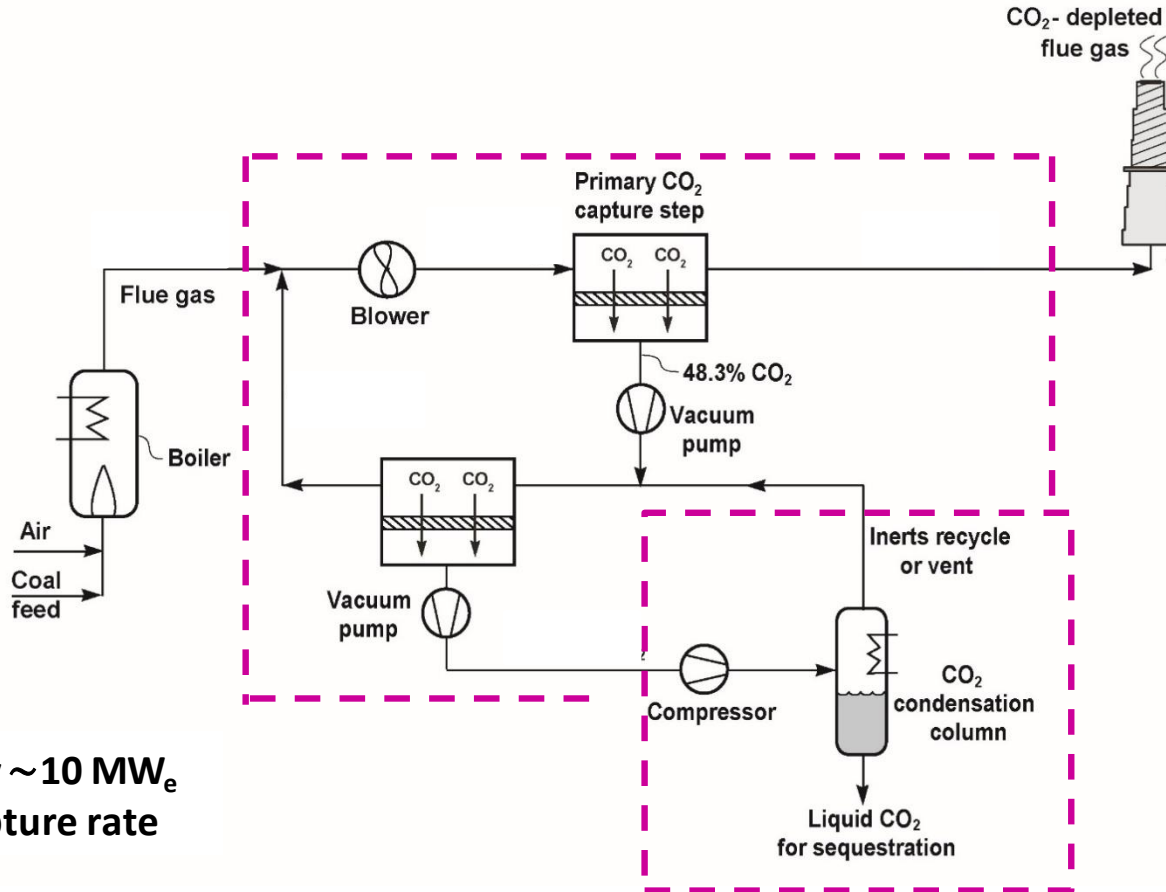 CO₂- depleted
flue gas
Primary CO₂
capture step
CO₂ CO₂
Flue gas
Blower
48.3% CO₂
Vacuum
pump
Boiler
CO₂ CO₂
Air
Coal
feed
Inerts recycle
or vent
Vacuum
pump
Compressor
CO₂
condensation
column
~10 MWₑ
rate
Liquid CO₂
for sequestration